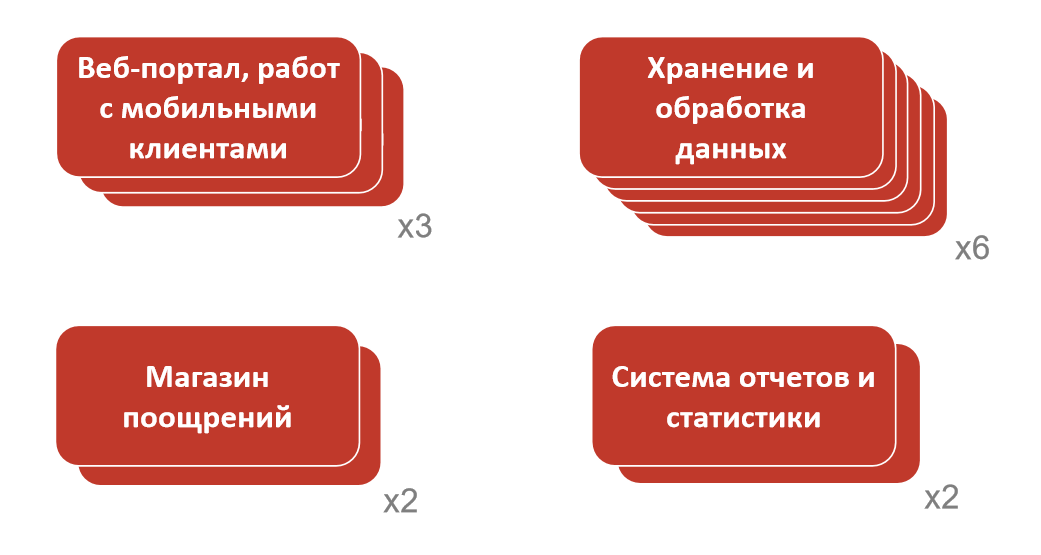 Веб-портал, работ
с мобильными
клиентами
x3
Хранение и
обработка
данных
x6
Магазин
поощрений
x2
Система отчетов и
статистики
x2